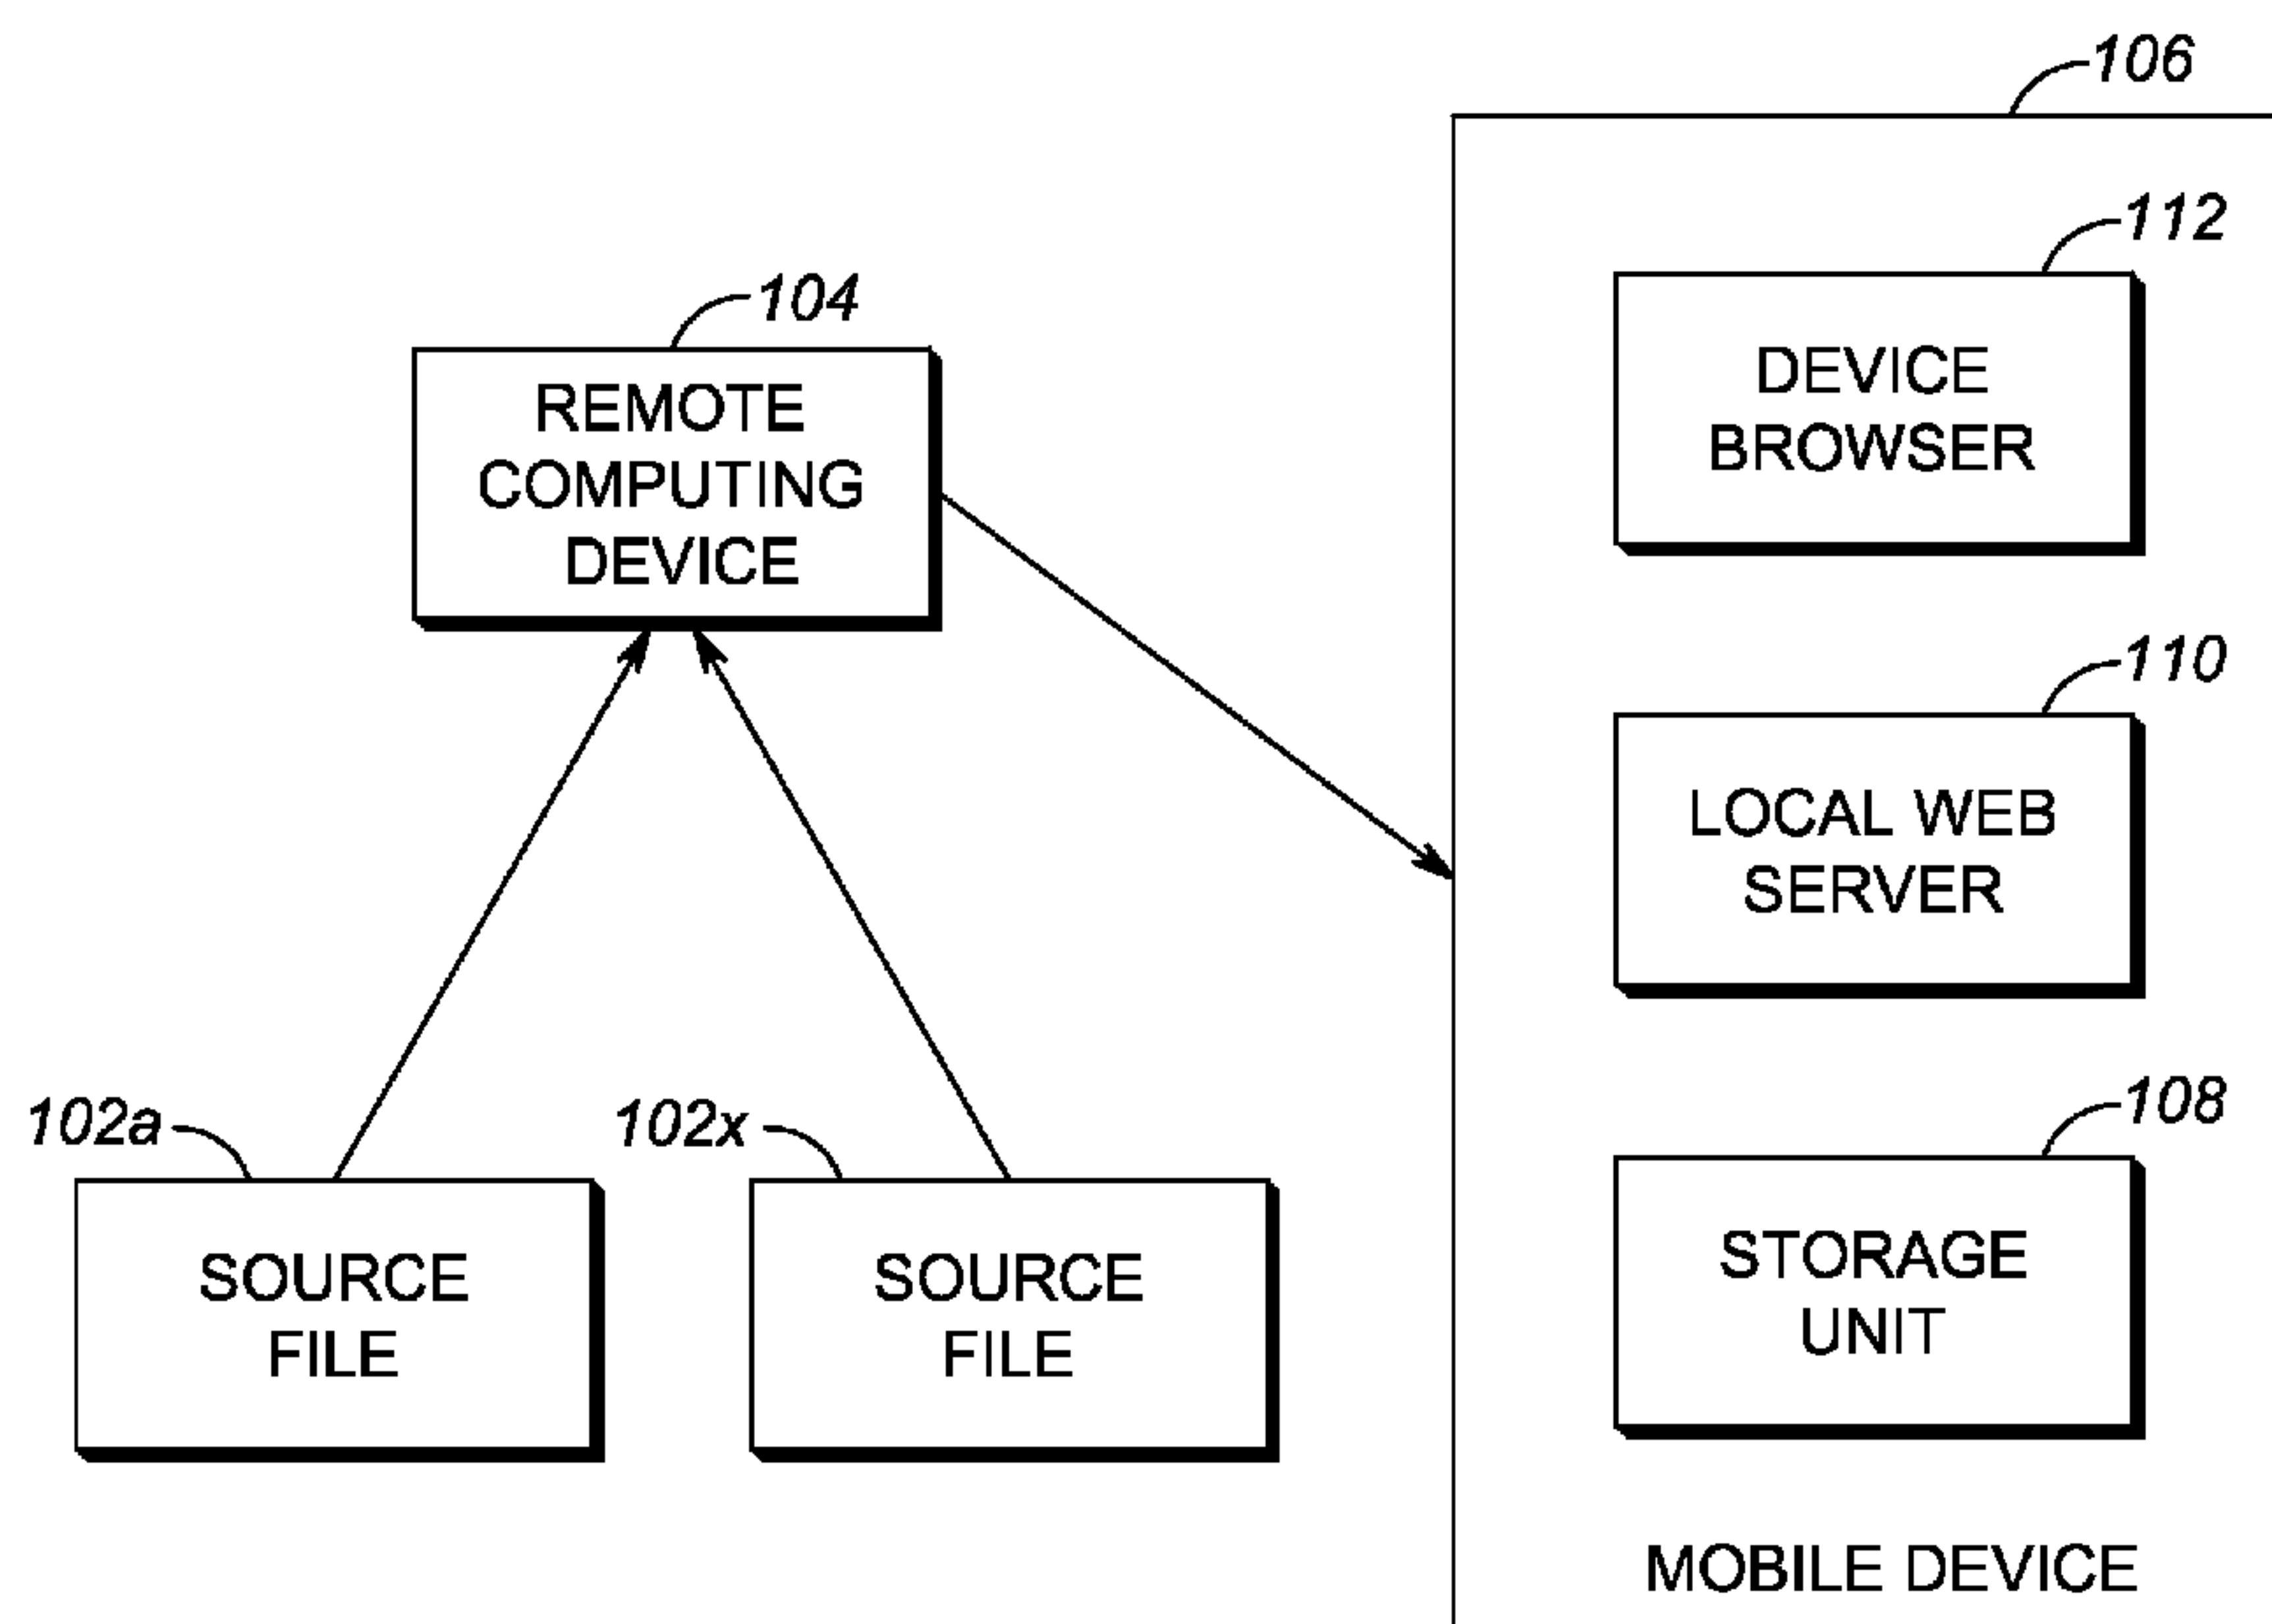 106
112
104
DEVICE
BROWSER
REMOTE
COMPUTING
DEVICE
110
LOCAL WEB
SERVER
102a
102x
108
SOURCE
FILE
SOURCE
FILE
STORAGE
UNIT
MOBILE DEVICE